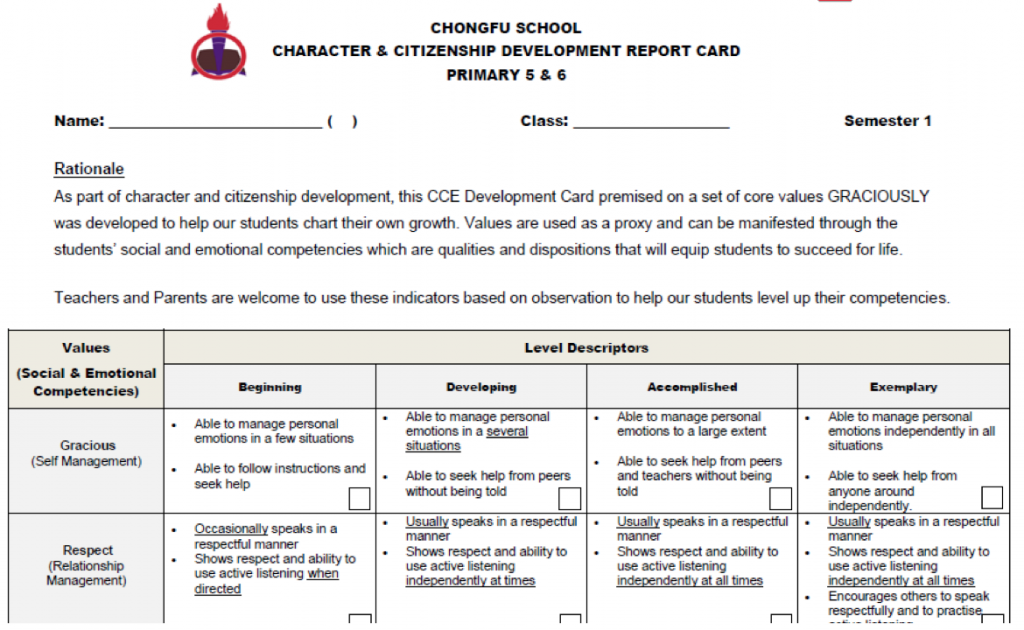 CHONGFU SCHOOL
CHARACTER & CITIZENSHIP DEVELOPMENT REPORT CARD
PRIMARY 5 & 6
Name: ______________________ ( ) Class: ________________ Semester 1
Rationale
As part of character and citizenship development, this CCE Development Card premised on a set of core values GRACIOUSLY
was developed to help our students chart their own growth. Values are used as a proxy and can be manifested through the
students' social and emotional competencies which are qualities and dispositions that will equip students to succeed for life.
Teachers and Parents are welcome to use these indicators based on observation to help our students level up their competencies.
Values
(Social & Emotional
Competencies)
Level Descriptors
Beginning
Developing
Accomplished
Exemplary
Gracious
(Self Management)
• Able to manage personal
emotions in a few situations
• Able to follow instructions and
seek help
• Able to manage personal
emotions in a several
situations
• Able to seek help from peers
without being told
• Able to manage personal
emotions to a large extent
• Able to seek help from peers
and teachers without being
told
• Able to manage personal
emotions independently in all
situations
• Able to seek help from
anyone around
independently.
Respect
(Relationship
Management)
• Occasionally speaks in a
respectful manner
• Shows respect and ability to
use active listening when
directed
• Usually speaks in a respectful
manner
• Shows respect and ability to
use active listening
independently at times
• Usually speaks in a respectful
manner
• Shows respect and ability to
use active listening
independently at all times
• Usually speaks in a respectful
manner
• Shows respect and ability to
use active listening
independently at all times
• Encourages others to speak
respectfully and to practise
active listening